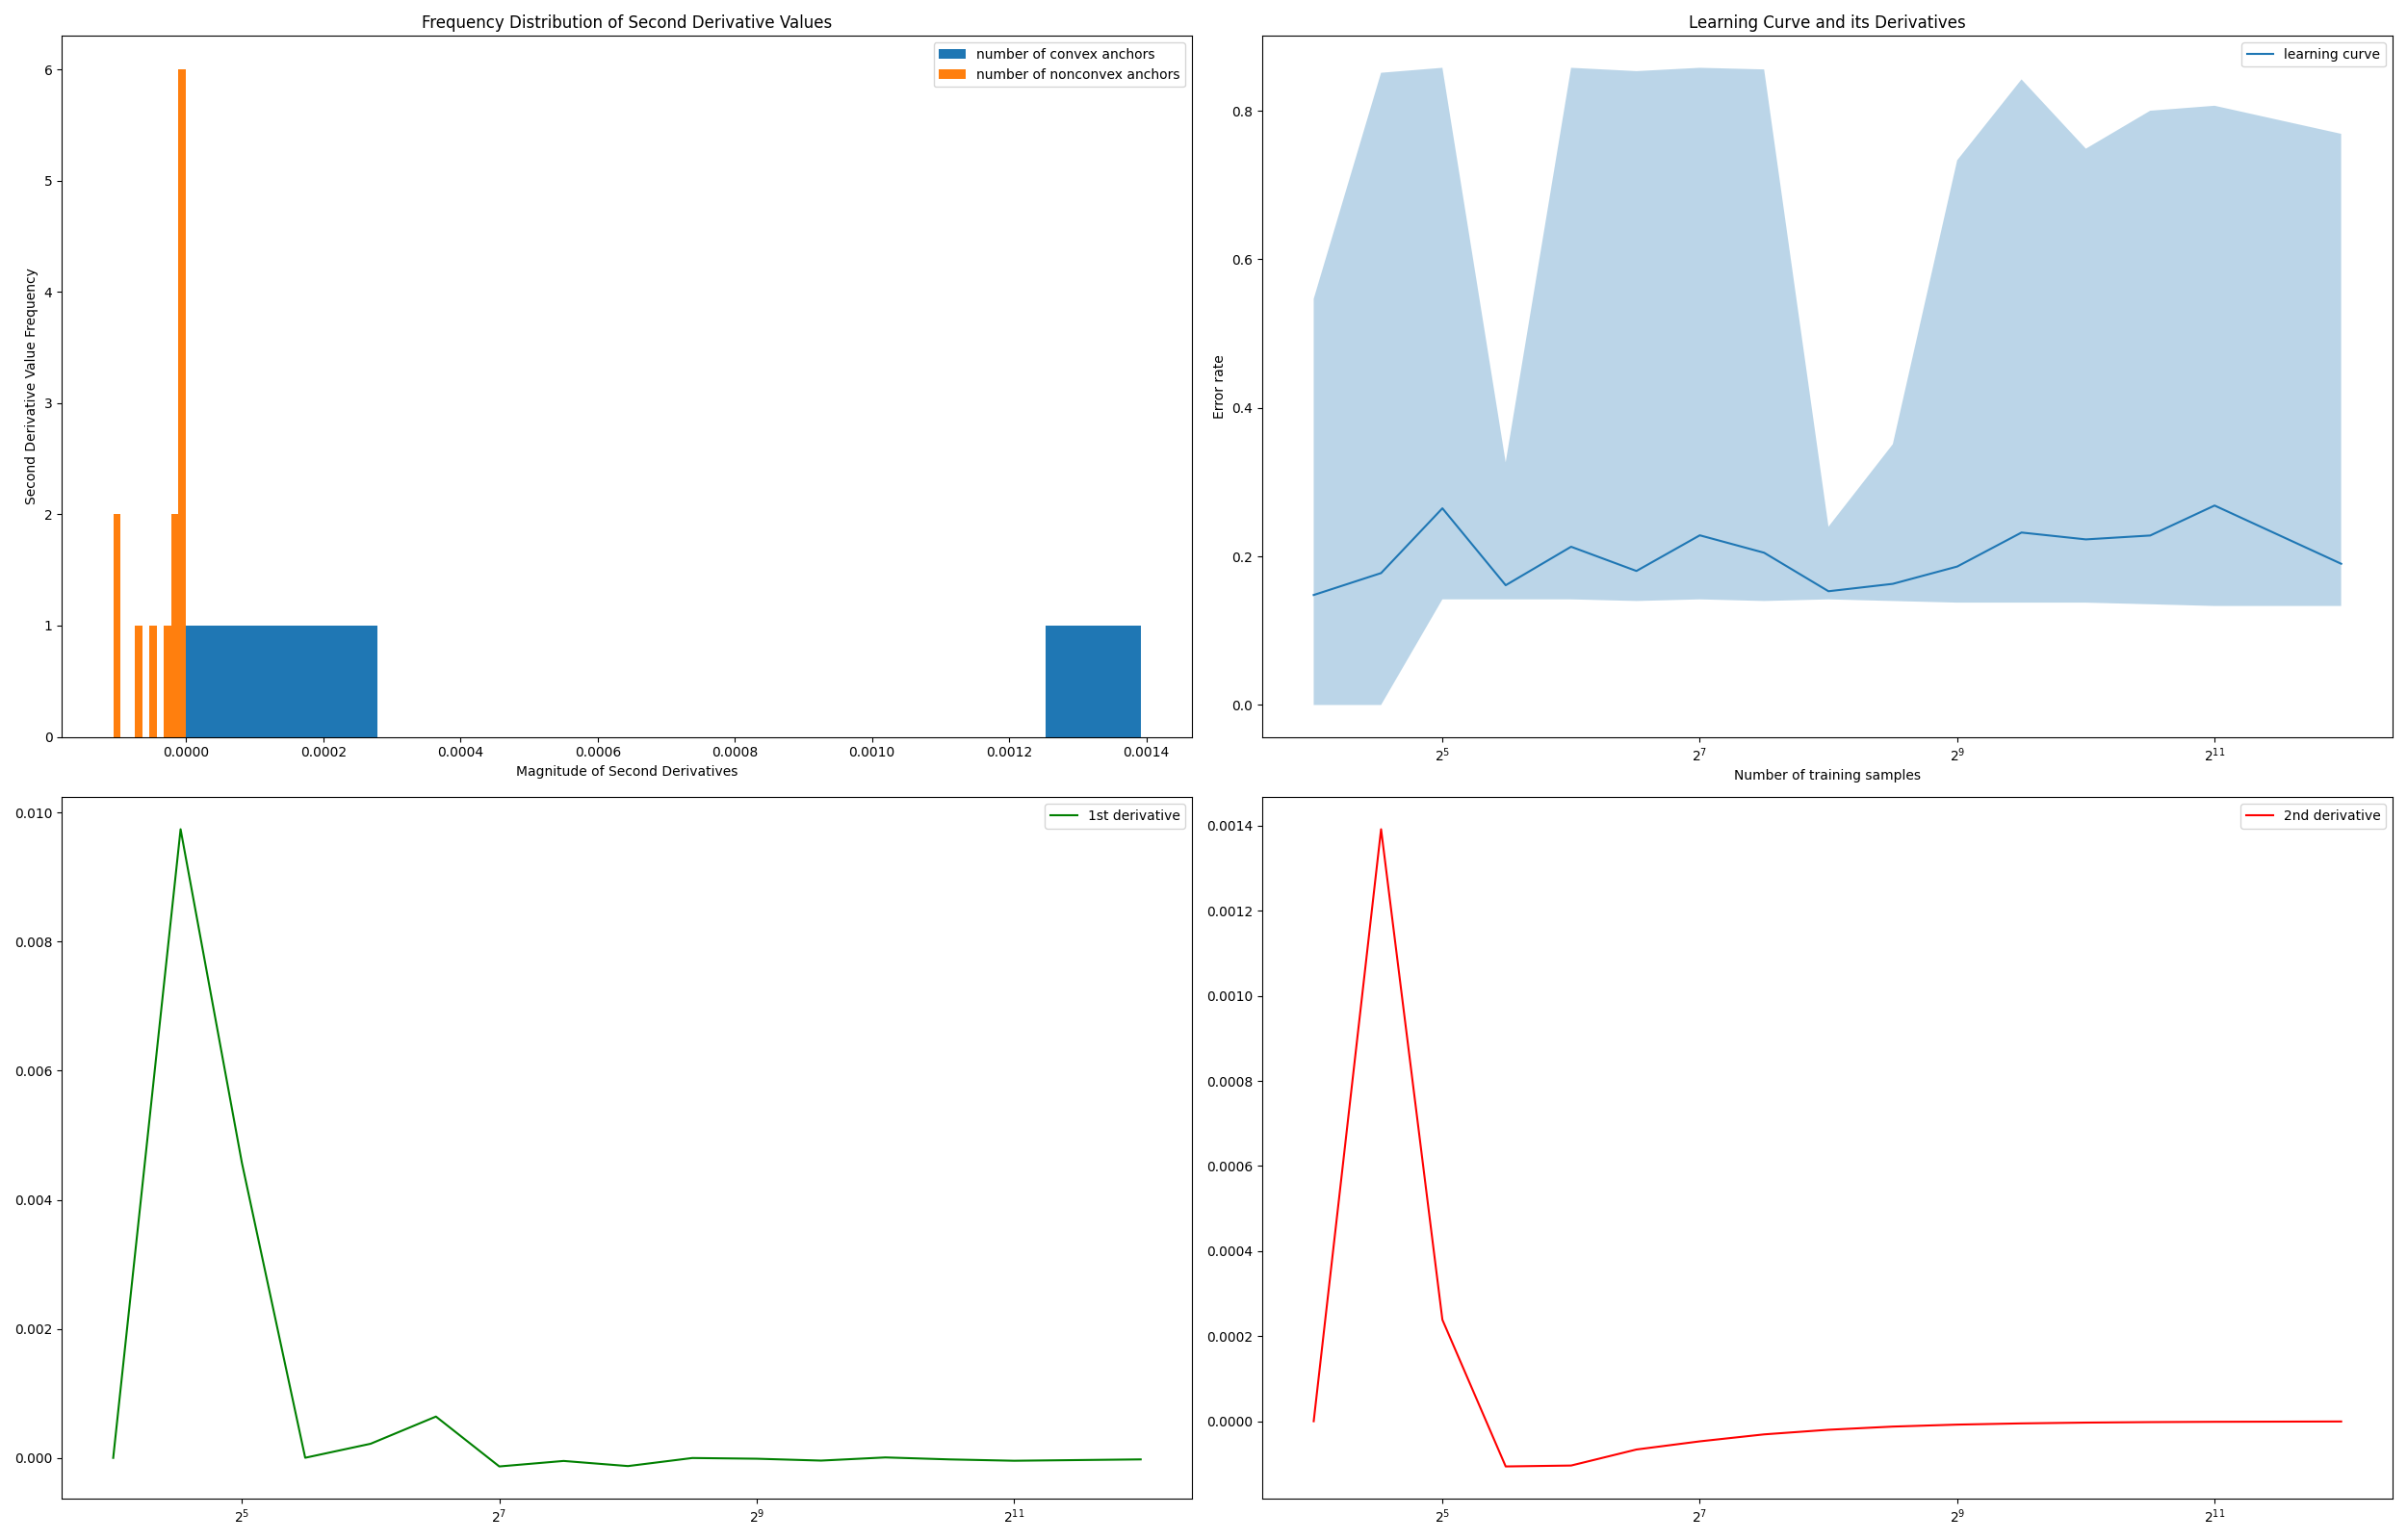 Frequency Distribution of Second Derivative Values
number of convex anchors
number of nonconvex anchors
Second Derivative Value Frequency
6
5
4
3
2
1
0
0.0000 0.0002 0.0004 0.0006 0.0008 0.0010 0.0012 0.0014
Magnitude of Second Derivatives
Learning Curve and its Derivatives
learning curve
Error rate
0.8
0.6
0.4
0.2
0.0
2^5 2^7 2^9 2^11
Number of training samples
1st derivative
0.010
0.008
0.006
0.004
0.002
0.000
2^5 2^7 2^9 2^11
2nd derivative
0.0014
0.0012
0.0010
0.0008
0.0006
0.0004
0.0002
0.0000
2^5 2^7 2^9 2^11